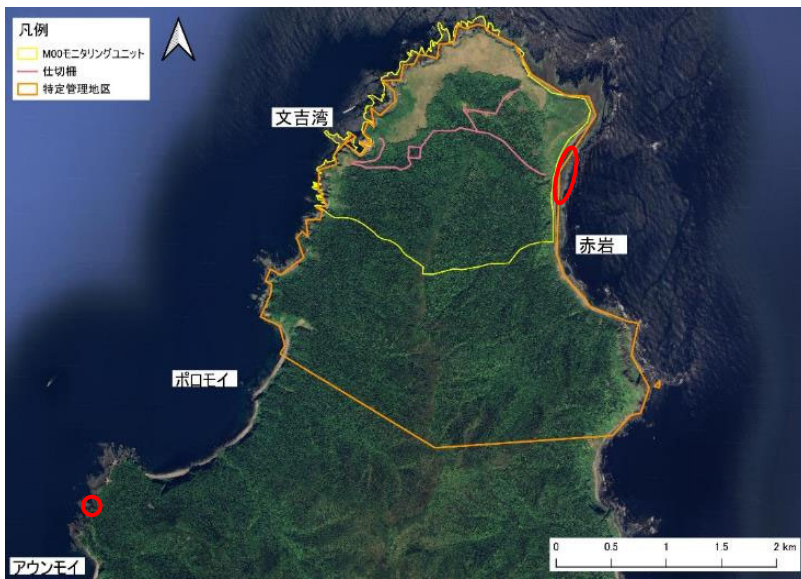 凡例
M00モニタリングユニット
仕切柵
特定管理地区
文吉湾
赤岩
ポロモイ
アウンモイ
0 0.5 1 1.5 2 km